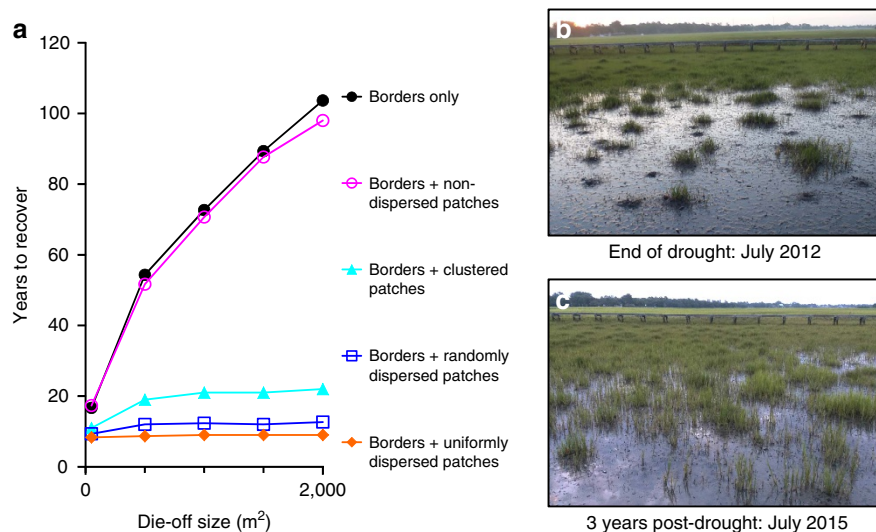 a
120
100
80
60
40
20
0
Years to recover
0
2,000
Die-off size (m²)
Borders only
Borders + non-
dispersed patches
Borders + clustered
patches
Borders + randomly
dispersed patches
Borders + uniformly
dispersed patches
b
End of drought: July 2012
c
3 years post-drought: July 2015